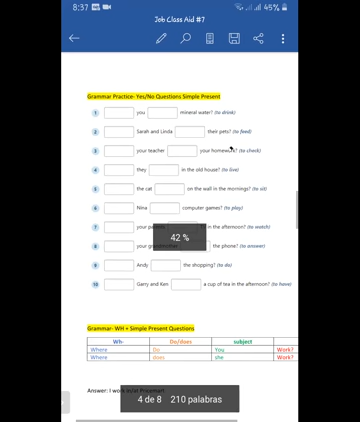 8:37 45%
Job Class Aid #7
Grammar Practice- Yes/No Questions Simple Present
1 you mineral water? (to drink)
2 Sarah and Linda their pets? (to feed)
3 your teacher your homework? (to check)
4 they in the old house? (to live)
5 the cat on the wall in the mornings? (to sit)
6 Nina computer games? (to play)
7 your in the afternoon? (to watch)
8 your the phone? (to answer)
42 %
9 Andy the shopping? (to do)
10 Garry and Ken a cup of tea in the afternoon? (to have)
Grammar- WH + Simple Present Questions
Wh- Do/does subject
Where Do You Work?
Where does she Work?
Answer: I work
4 de 8 210 palabras